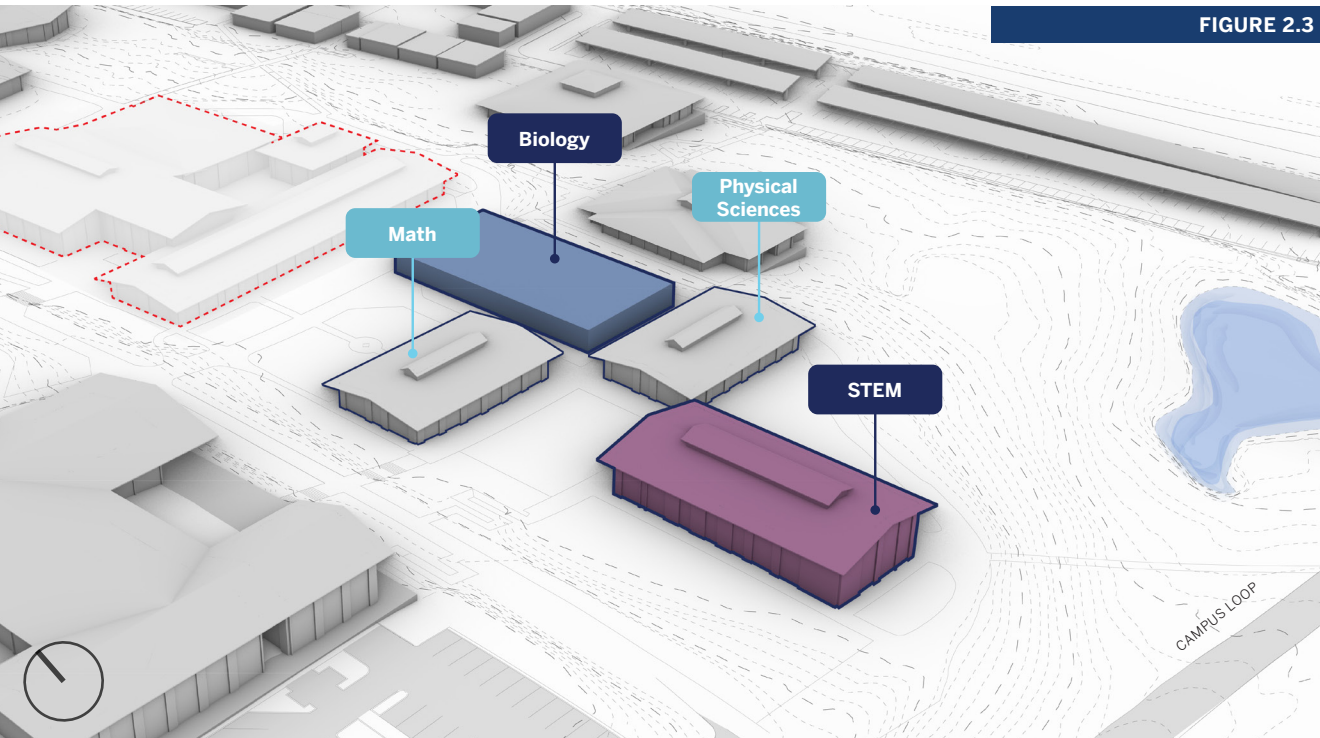 FIGURE 2.3
Biology
Physical
Sciences
Math
STEM
CAMPUS LOOP